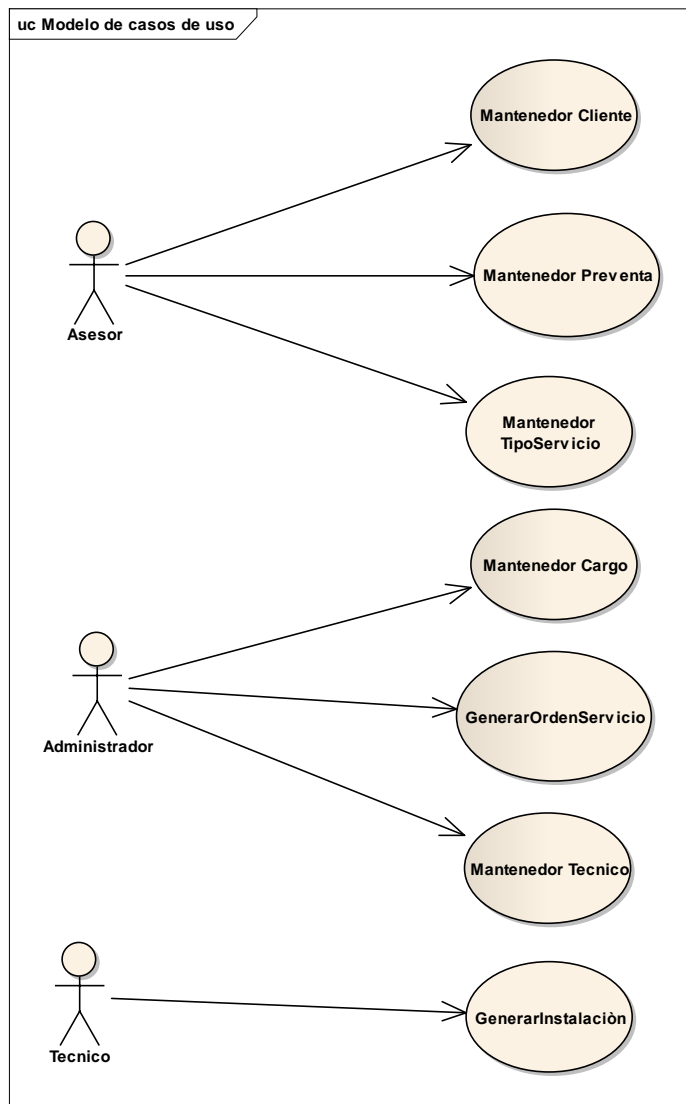 uc Modelo de casos de uso
Mantenedor Cliente
Asesor
Mantenedor Preventa
Mantenedor
TipoServicio
Mantenedor Cargo
Administrador
GenerarOrdenServicio
Mantenedor Tecnico
Tecnico
GenerarInstalaciòn